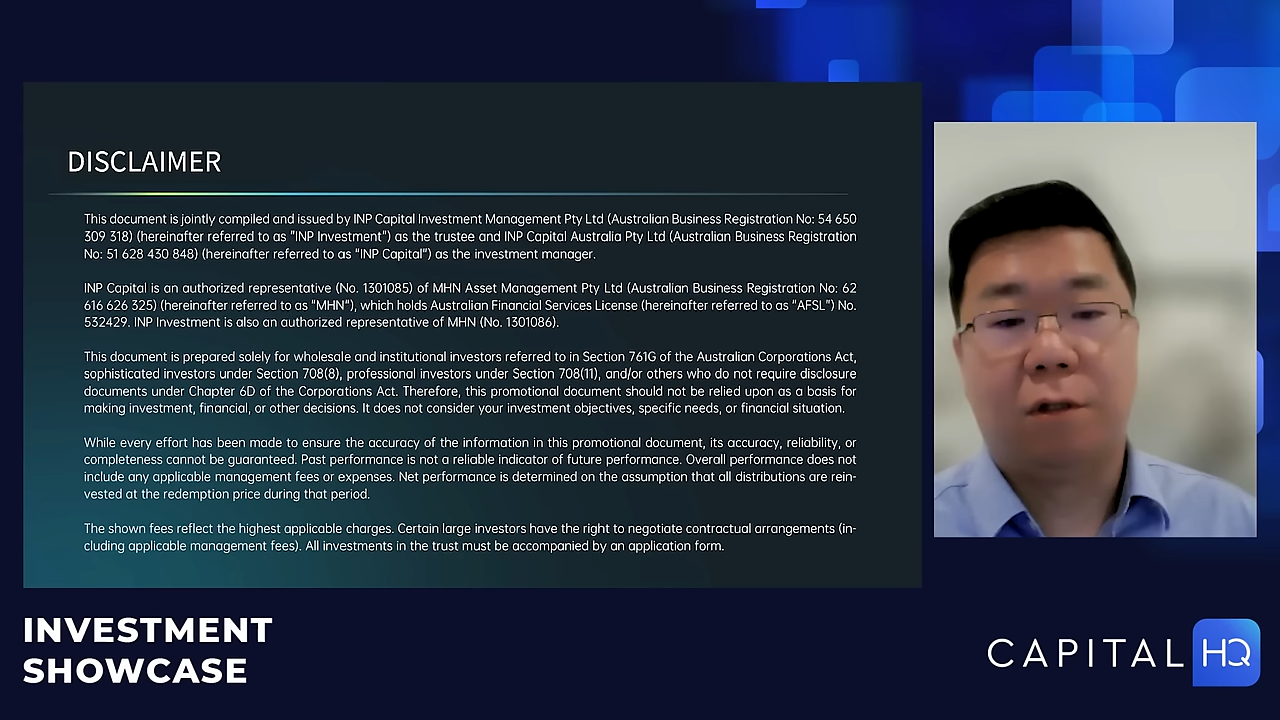 DISCLAIMER
This document is jointly compiled and issued by INP Capital Investment Management Pty Ltd (Australian Business Registration No: 54 650
309 318) (hereinafter referred to as "INP Investment") as the trustee and INP Capital Australia Pty Ltd (Australian Business Registration
No: 51 628 430 848) (hereinafter referred to as "INP Capital") as the investment manager.
INP Capital is an authorized representative (No. 1301085) of MHN Asset Management Pty Ltd (Australian Business Registration No: 62
616 626 325) (hereinafter referred to as "MHN"), which holds Australian Financial Services License (hereinafter referred to as "AFSL") No.
532429. INP Investment is also an authorized representative of MHN (No. 1301086).
This document is prepared solely for wholesale and institutional investors referred to in Section 761G of the Australian Corporations Act,
sophisticated investors under Section 708(8), professional investors under Section 708(11), and/or others who do not require disclosure
documents under Chapter 6D of the Corporations Act. Therefore, this promotional document should not be relied upon as a basis for
making investment, financial, or other decisions. It does not consider your investment objectives, specific needs, or financial situation.
While every effort has been made to ensure the accuracy of the information in this promotional document, its accuracy, reliability, or
completeness cannot be guaranteed. Past performance is not a reliable indicator of future performance. Overall performance does not
include any applicable management fees or expenses. Net performance is determined on the assumption that all distributions are rein-
vested at the redemption price during that period.
The shown fees reflect the highest applicable charges. Certain large investors have the right to negotiate contractual arrangements (in-
cluding applicable management fees). All investments in the trust must be accompanied by an application form.
INVESTMENT
SHOWCASE
CAPITAL HQ